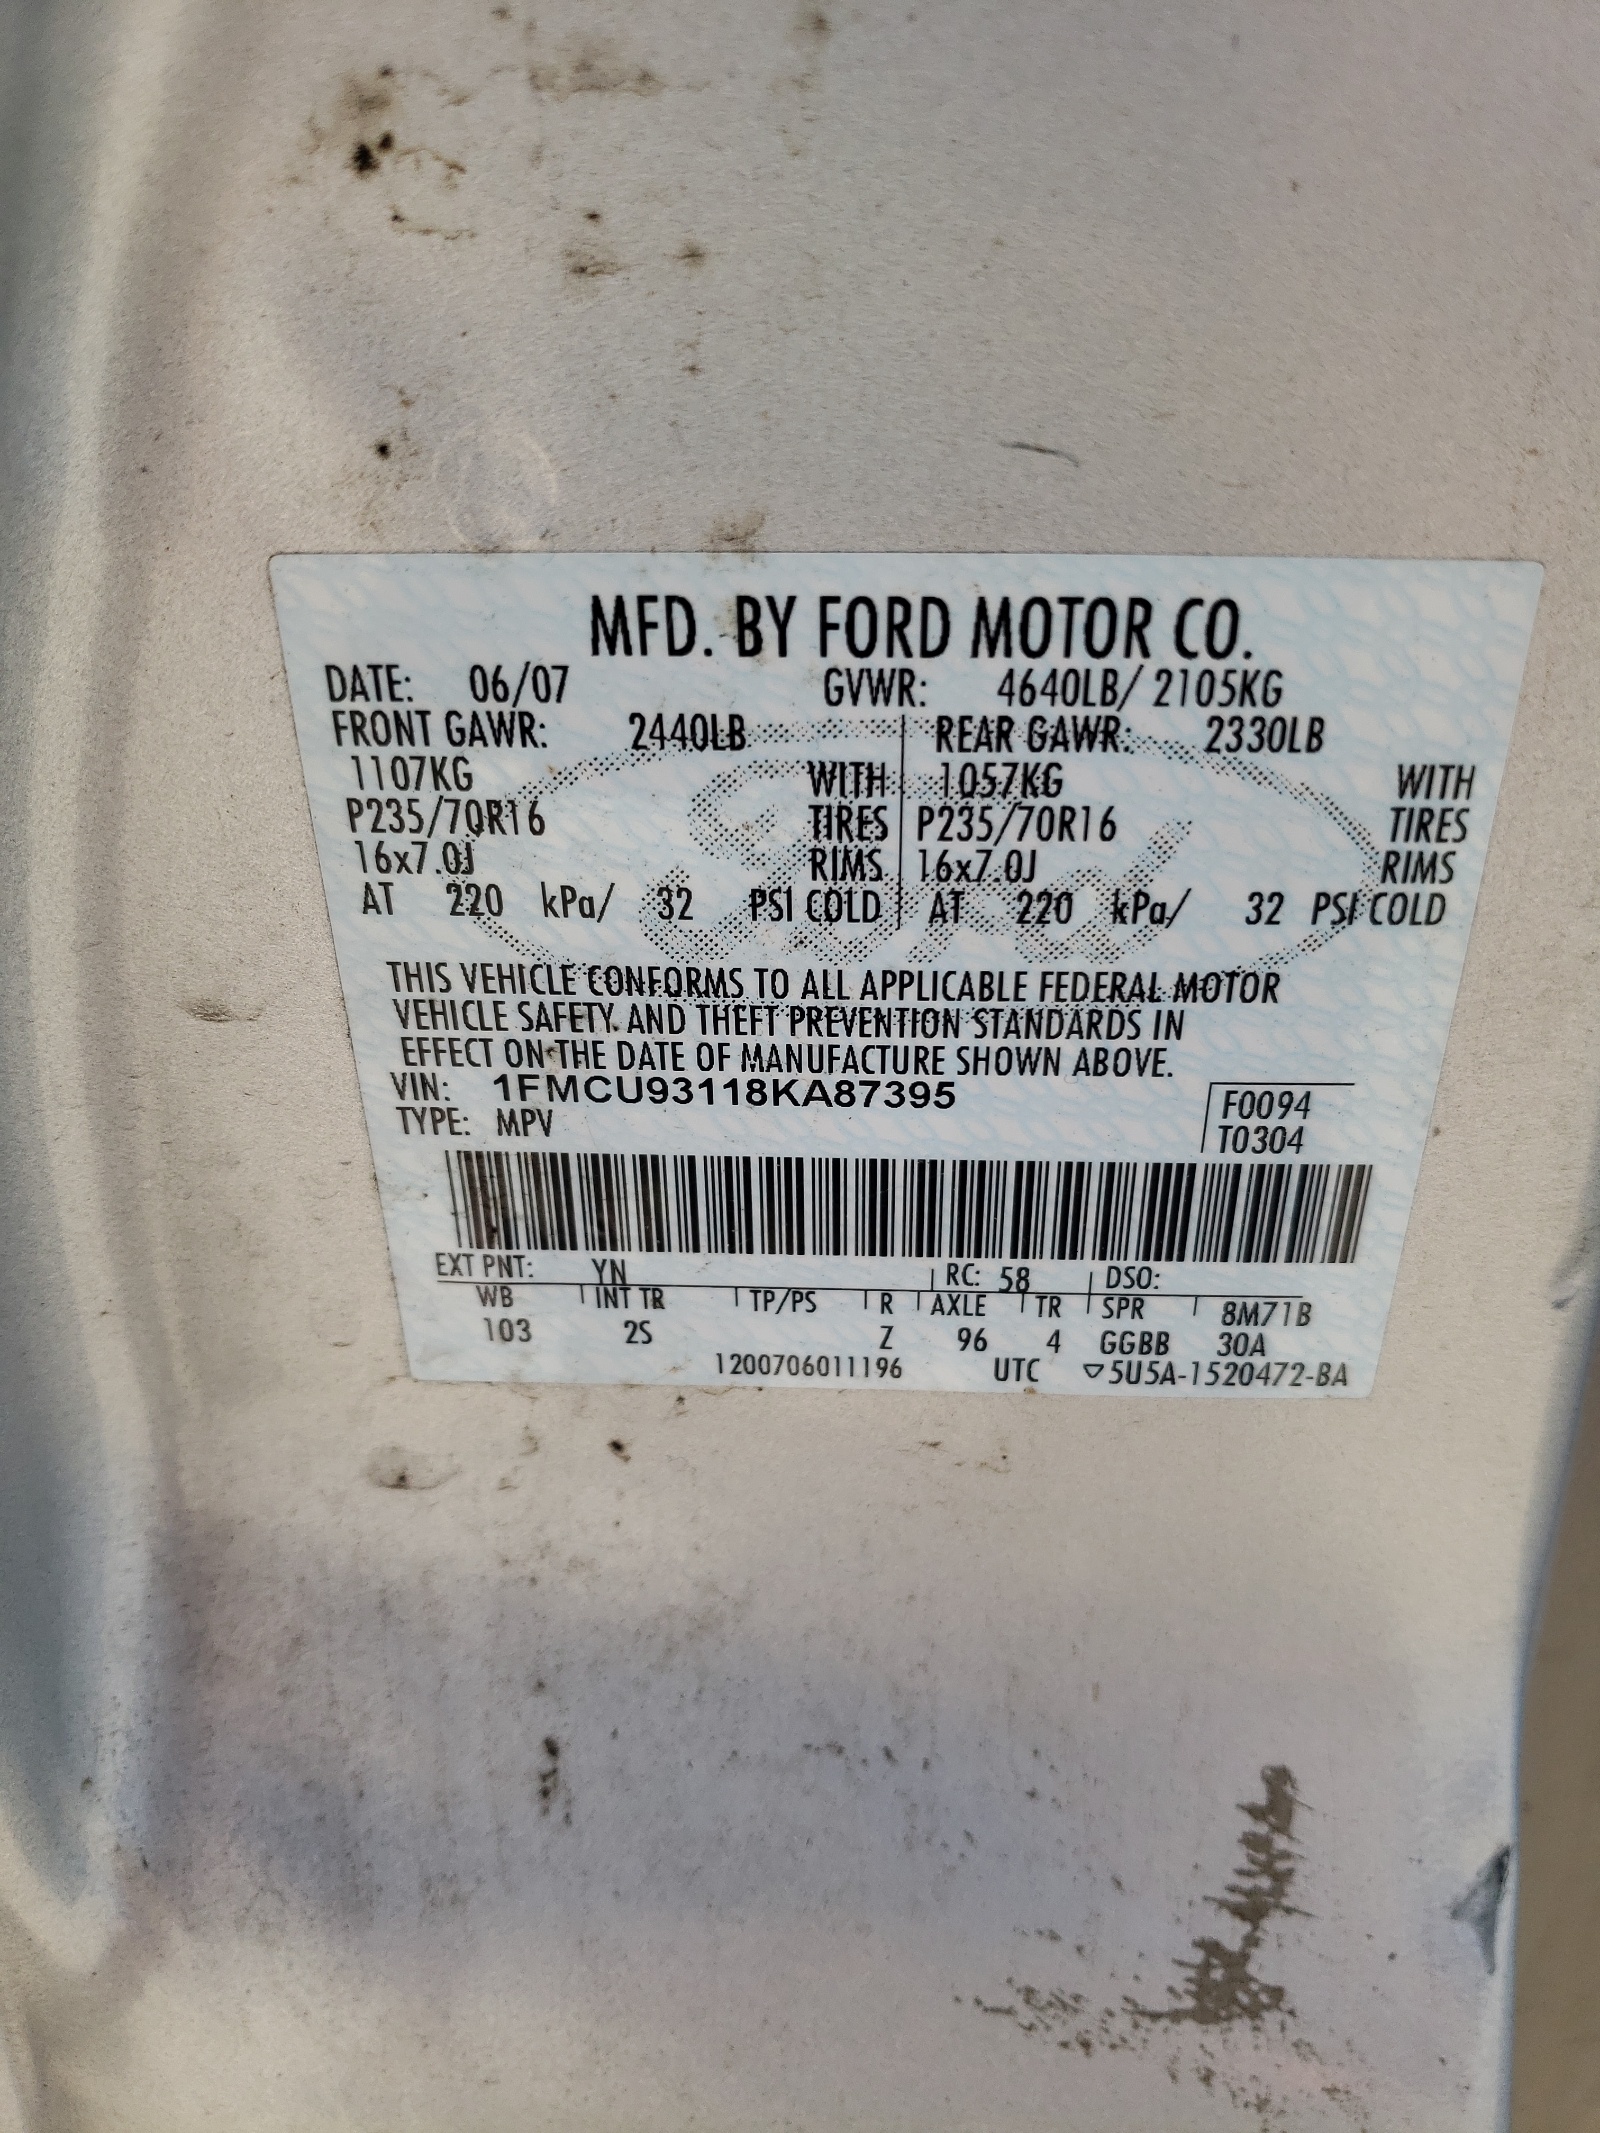 MFD. BY FORD MOTOR CO.
DATE: 06/07 GVWR: 4640LB/ 2105KG
FRONT GAWR: 2440LB REAR GAWR: 2330LB
1107KG WITH 1057KG WITH
P235/70R16 TIRES P235/70R16 TIRES
16x7.0J RIMS 16x7.0J RIMS
AT 220 kPa/ 32 PSI COLD AT 220 kPa/ 32 PSI COLD
THIS VEHICLE CONFORMS TO ALL APPLICABLE FEDERAL MOTOR
VEHICLE SAFETY AND THEFT PREVENTION STANDARDS IN
EFFECT ON THE DATE OF MANUFACTURE SHOWN ABOVE.
VIN: 1FMCU93118KA87395 F0094
TYPE: MPV T0304
EXT PNT: YN RC: 58 DSO:
WB INT TR TP/PS R AXLE TR SPR 8M71B
103 2S Z 96 4 GGBB 30A
1200706011196 UTC ▽5U5A-1520472-BA